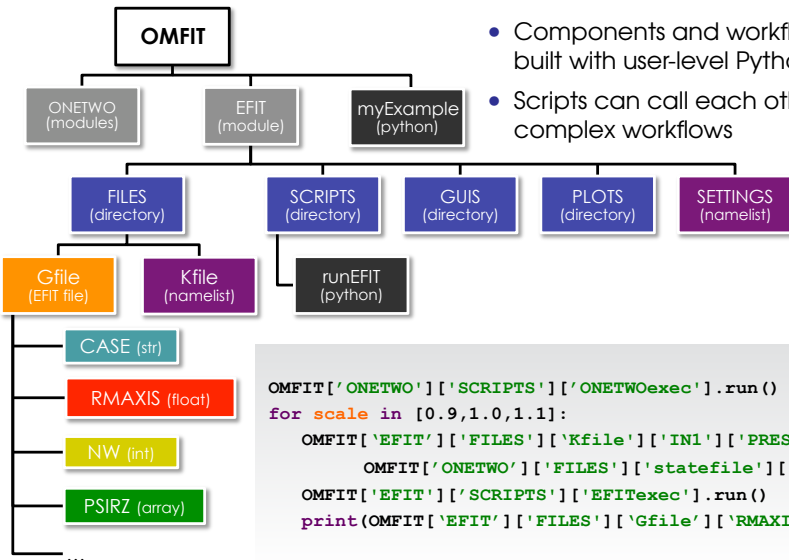 OMFIT
• Components and workfl
built with user-level Pytho
• Scripts can call each oth
complex workflows
ONETWO
(modules)
EFIT
(module)
myExample
(python)
FILES
(directory)
SCRIPTS
(directory)
GUIS
(directory)
PLOTS
(directory)
SETTINGS
(namelist)
Gfile
(EFIT file)
Kfile
(namelist)
runEFIT
(python)
CASE (str)
RMAXIS (float)
NW (int)
PSIRZ (array)
...
OMFIT['ONETWO']['SCRIPTS']['ONETWOexec'].run()
for scale in [0.9,1.0,1.1]:
OMFIT[‘EFIT’]['FILES'][‘Kfile']['IN1']['PRES
OMFIT['ONETWO’]['FILES']['statefile'][
OMFIT['EFIT']['SCRIPTS']['EFITexec'].run()
print(OMFIT[‘EFIT’]['FILES'][‘Gfile’][‘RMAXI